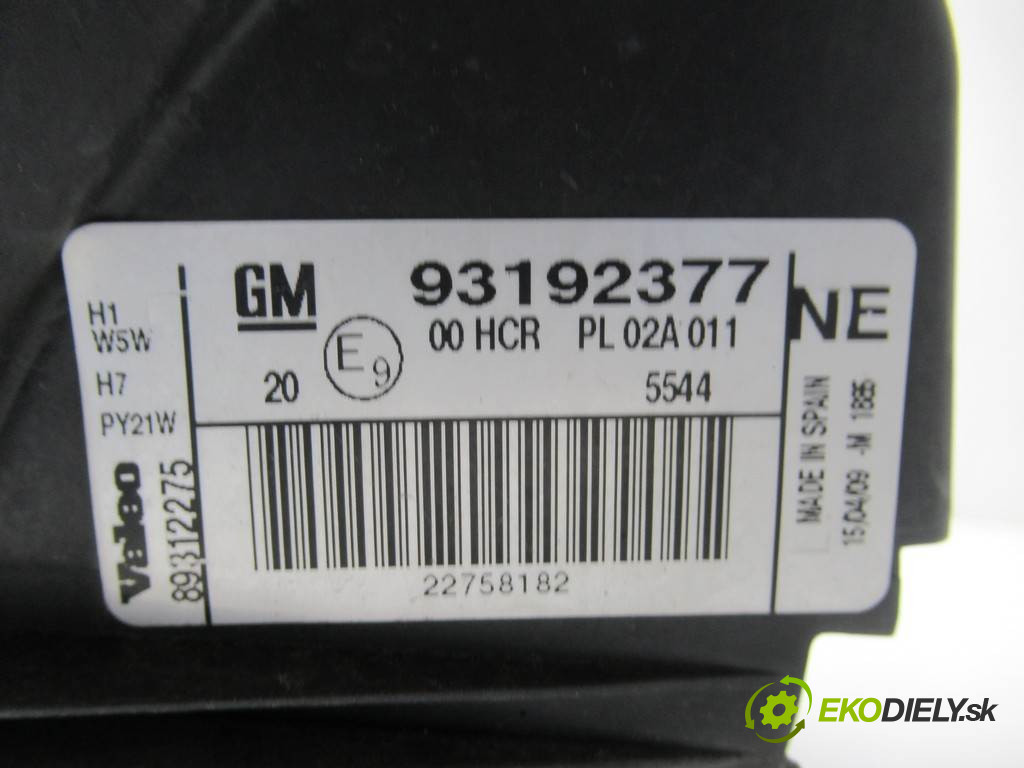 H1
W5W
H7
PY21W
Valeo
89312275
GM 93192377
00 HCR PL 02A 011
E9
20 5544
22758182
NE
MADE IN SPAIN
15/04/09 -M 1886
EKODIELY.sk